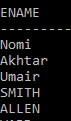 ENAME
----------
Nomi
Akhtar
Umair
SMITH
ALLEN